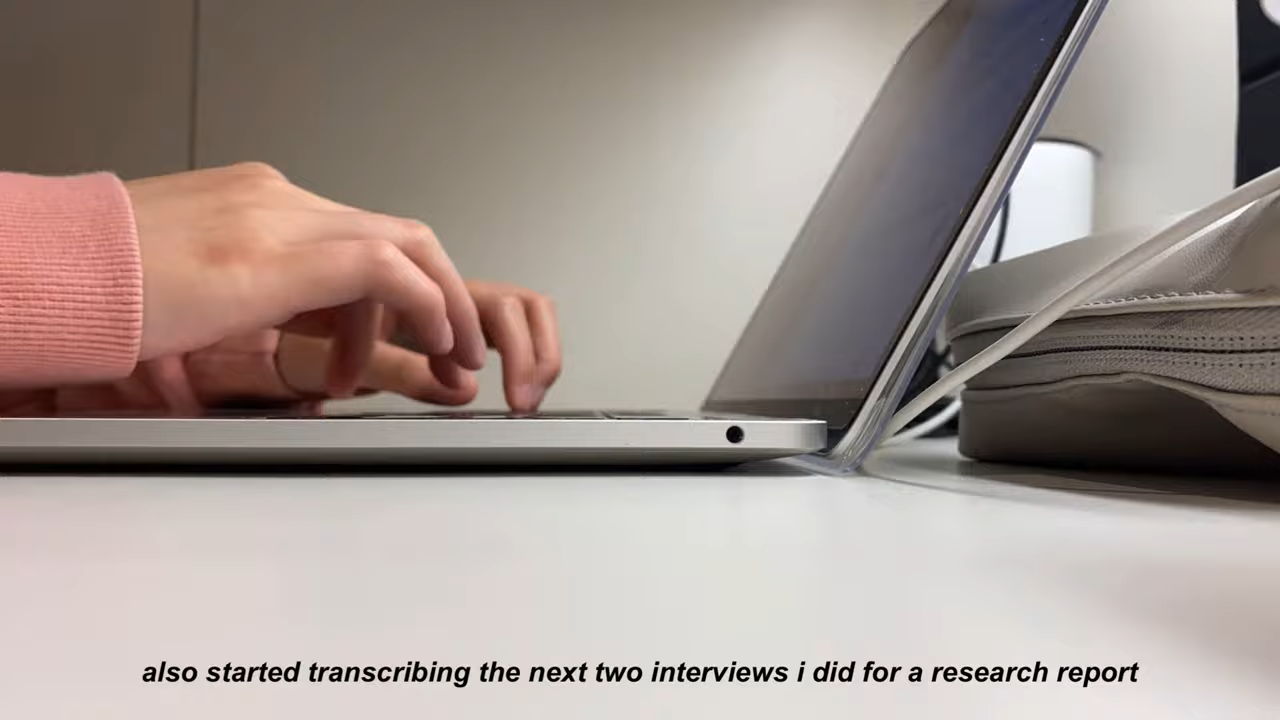 also started transcribing the next two interviews i did for a research report